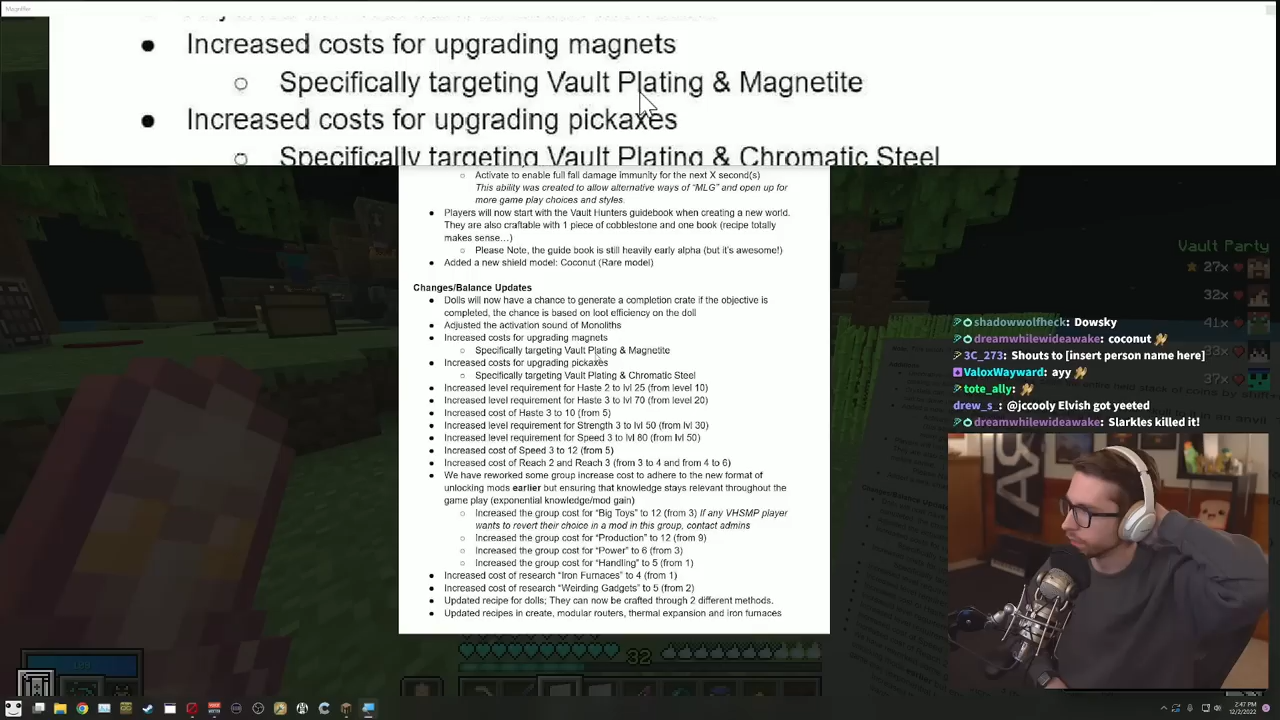 Magnifier
Increased costs for upgrading magnets
Specifically targeting Vault Plating & Magnetite
Increased costs for upgrading pickaxes
Specifically targeting Vault Plating & Chromatic Steel
Activate to enable full fall damage immunity for the next X second(s)
This ability was created to allow alternative ways of “MLG” and open up for
more game play choices and styles.
Players will now start with the Vault Hunters guidebook when creating a new world.
They are also craftable with 1 piece of cobblestone and one book (recipe totally
makes sense…)
Please Note, the guide book is still heavily early alpha (but it’s awesome!)
Added a new shield model: Coconut (Rare model)
Changes/Balance Updates
Dolls will now have a chance to generate a completion crate if the objective is
completed, the chance is based on loot efficiency on the doll
Adjusted the activation sound of Monoliths
Increased costs for upgrading magnets
Specifically targeting Vault Plating & Magnetite
Increased costs for upgrading pickaxes
Specifically targeting Vault Plating & Chromatic Steel
Increased level requirement for Haste 2 to lvl 25 (from level 10)
Increased level requirement for Haste 3 to lvl 70 (from level 20)
Increased cost of Haste 3 to 10 (from 5)
Increased level requirement for Strength 3 to lvl 50 (from lvl 30)
Increased level requirement for Speed 3 to lvl 80 (from lvl 50)
Increased cost of Speed 3 to 12 (from 5)
Increased cost of Reach 2 and Reach 3 (from 3 to 4 and from 4 to 6)
We have reworked some group increase cost to adhere to the new format of
unlocking mods earlier but ensuring that knowledge stays relevant throughout the
game play (exponential knowledge/mod gain)
Increased the group cost for “Big Toys” to 12 (from 3) If any VHSMP player
wants to revert their choice in a mod in this group, contact admins
Increased the group cost for “Production” to 12 (from 9)
Increased the group cost for “Power” to 6 (from 3)
Increased the group cost for “Handling” to 5 (from 1)
Increased cost of research “Iron Furnaces” to 4 (from 1)
Increased cost of research “Weirding Gadgets” to 5 (from 2)
Updated recipe for dolls; They can now be crafted through 2 different methods.
Updated recipes in create, modular routers, thermal expansion and iron furnaces
Vault Party
27x
32x
41x
33x
37x
shadowwolfheck: Dowsky
dreamwhilewideawake: coconut
3C_273: Shouts to [insert person name here]
ValoxWayward: ayy
tote_ally:
drew_s_: @jccooly Elvish got yeeted
dreamwhilewideawake: Slarkles killed it!
32
2:47 PM
12/2/2022